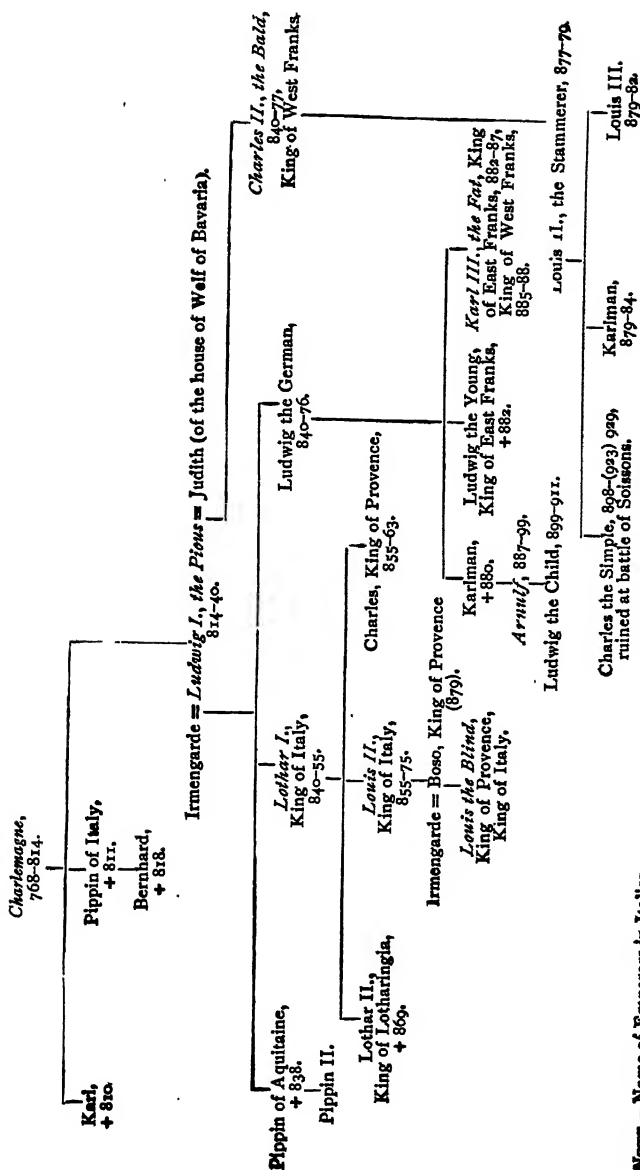 Charlemagne,
768–814.
Karl,
+ 810.
Pippin of Italy,
+ 811.
Bernhard,
+ 818.
Irmengarde = Ludwig I., the Pious = Judith (of the house of Welf of Bavaria).
814–40.
Pippin of Aquitaine,
+ 838.
Pippin II.
Lothar I.,
King of Italy,
840–55.
Ludwig the German,
840–76.
Charles II., the Bald,
840–77.
King of West Franks.
Lothar II.,
King of Lotharingia,
+ 869.
Louis II.,
King of Italy,
855–75.
Charles, King of Provence,
855–63.
Irmengarde = Boso, King of Provence
(879).
Louis the Blind,
King of Provence,
King of Italy.
Karlman,
+880.
Arnulf, 887–99.
Ludwig the Child, 899–911.
Ludwig the Young,
King of East Franks,
+882.
Karl III., the Fat, King
of East Franks, 882–87,
King of West Franks,
885–88.
Louis II., the Stammerer, 877–79.
Charles the Simple, 898–(923) 929,
ruined at battle of Soissons.
Karlman,
879–84.
Louis III.
879–82.
Name of Emperors in Italics.